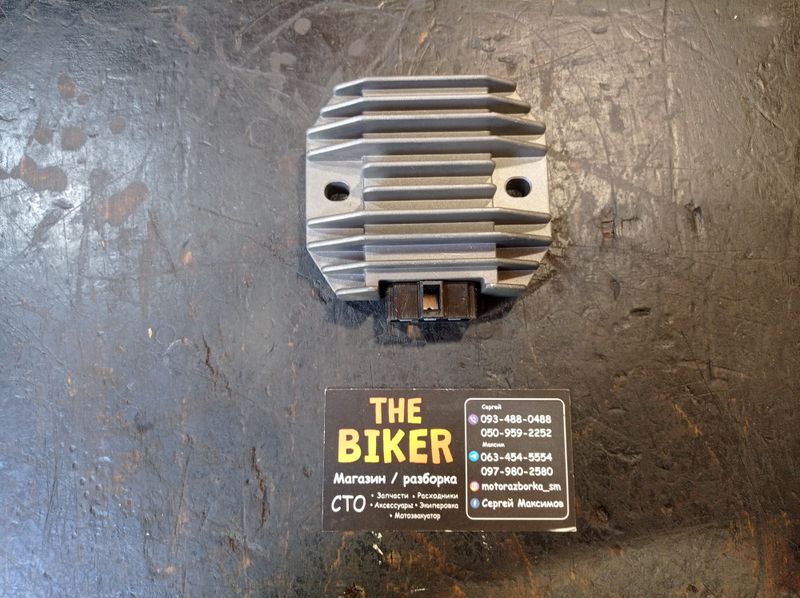 THE
BIKER
Магазин / разборка
СТО
• Запчасти • Расходники
• Аксессуары • Экиперовка
• Мотоэвакуатор
Сергей
093-488-0488
050-959-2252
Максим
063-454-5554
097-980-2580
motorazborka_sm
Сергей Максимов